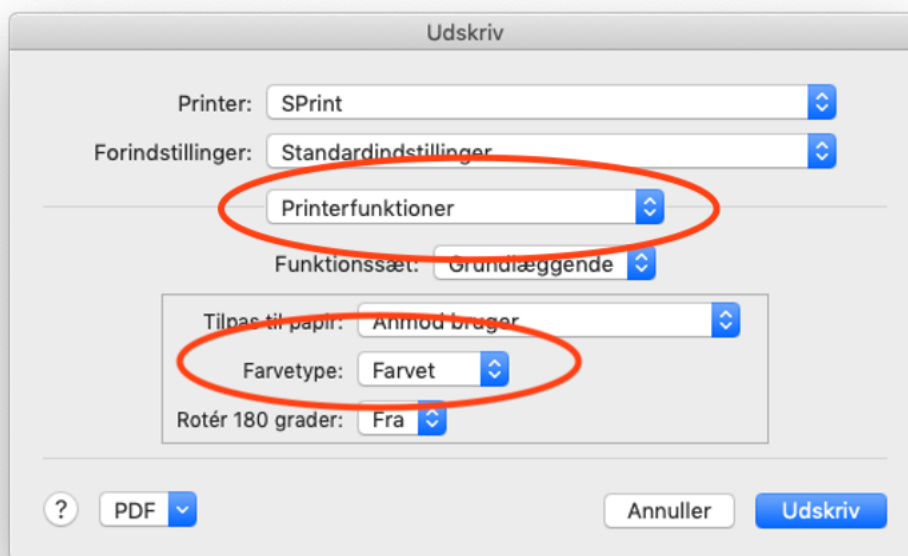 Udskriv
Printer: SPrint
Forindstillinger: Standardindstillinger
Printerfunktioner
Funktionssæt: Grundlæggende
Tilpas til papir: Anmod bruger
Farvetype: Farvet
Rotér 180 grader: Fra
? PDF Annuller Udskriv